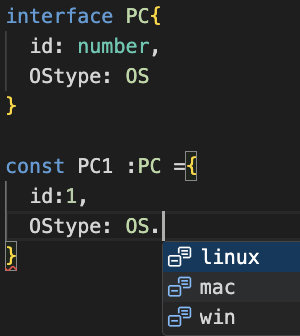 interface PC{
id: number,
OStype: OS
}
const PC1 :PC ={
id:1,
OStype: OS.
}
linux
mac
win